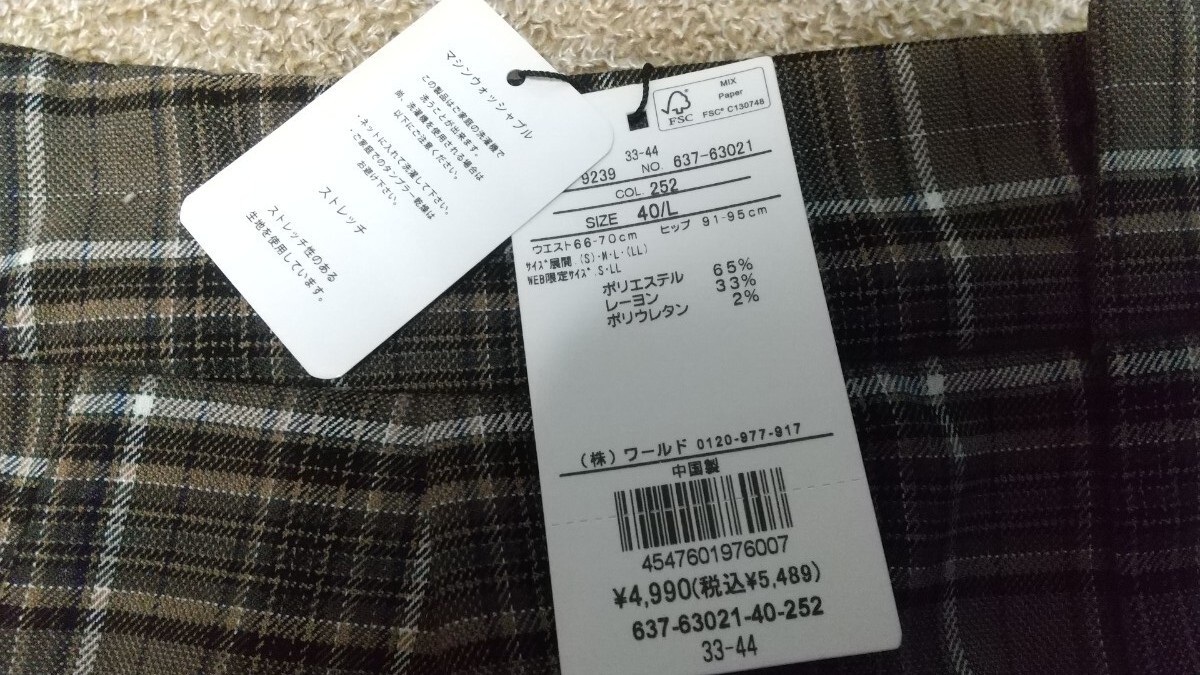 マシンウォッシャブル
この製品はご家庭の洗濯機で
洗うことが出来ます。
尚、洗濯機を使用される場合は
以下にご注意ください。
・ネットに入れて洗濯して下さい。
・ご家庭でのタンブラー乾燥は
お避け下さい。
ストレッチ
ストレッチ性のある
生地を使用しています。
FSC
MIX
Paper
FSC® C130748
33-44
9239 NO 637-63021
COL. 252
SIZE 40/L
ウエスト66-70cm ヒップ 91-95cm
サイズ展開.(S)・M・L・(LL)
WEB限定サイズ.S・LL
ポリエステル 65%
レーヨン 33%
ポリウレタン 2%
(株)ワールド 0120-977-917
中国製
4547601976007
¥4,990(税込¥5,489)
637-63021-40-252
33-44